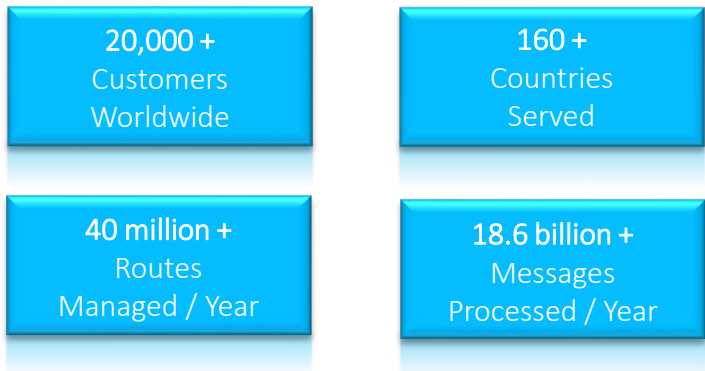 20,000 +
Customers
Worldwide
160 +
Countries
Served
40 million +
Routes
Managed / Year
18.6 billion +
Messages
Processed / Year